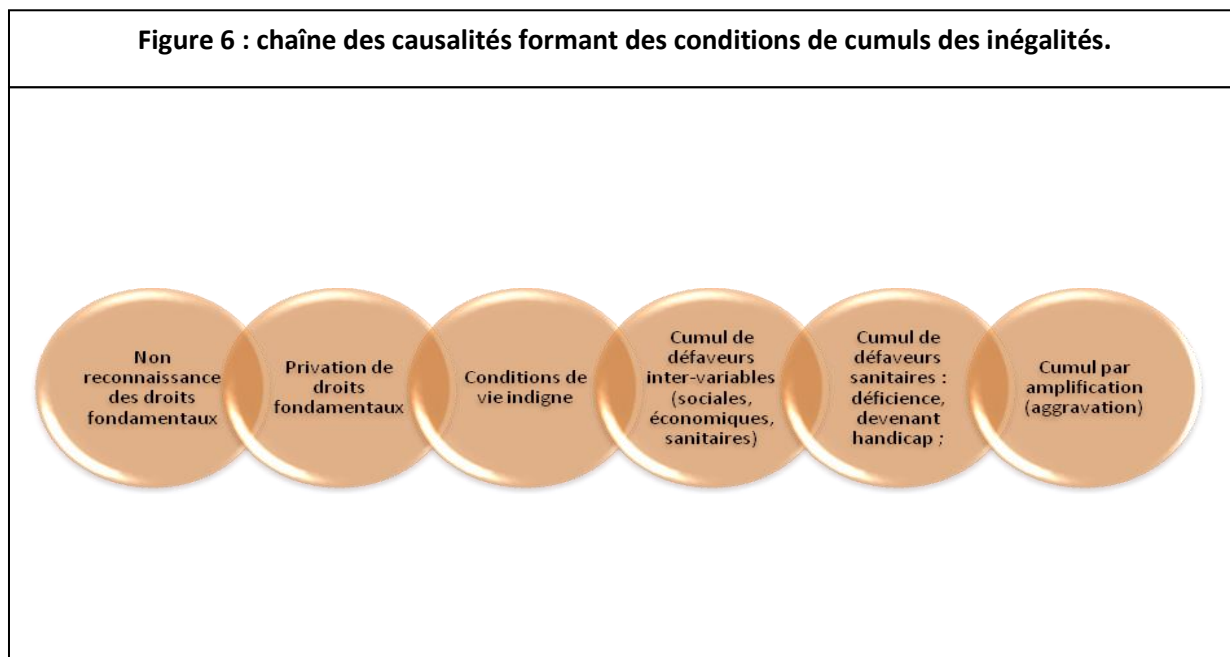 Figure 6 : chaîne des causalités formant des conditions de cumuls des inégalités.
Non
reconnaissance
des droits
fondamentaux
Privation de
droits
fondamentaux
Conditions de
vie indigne
Cumul de
défaveurs
inter-variables
(sociales,
économiques,
sanitaires)
Cumul de
défaveurs
sanitaires :
déficience,
devenant
handicap ;
Cumul par
amplification
(aggravation)